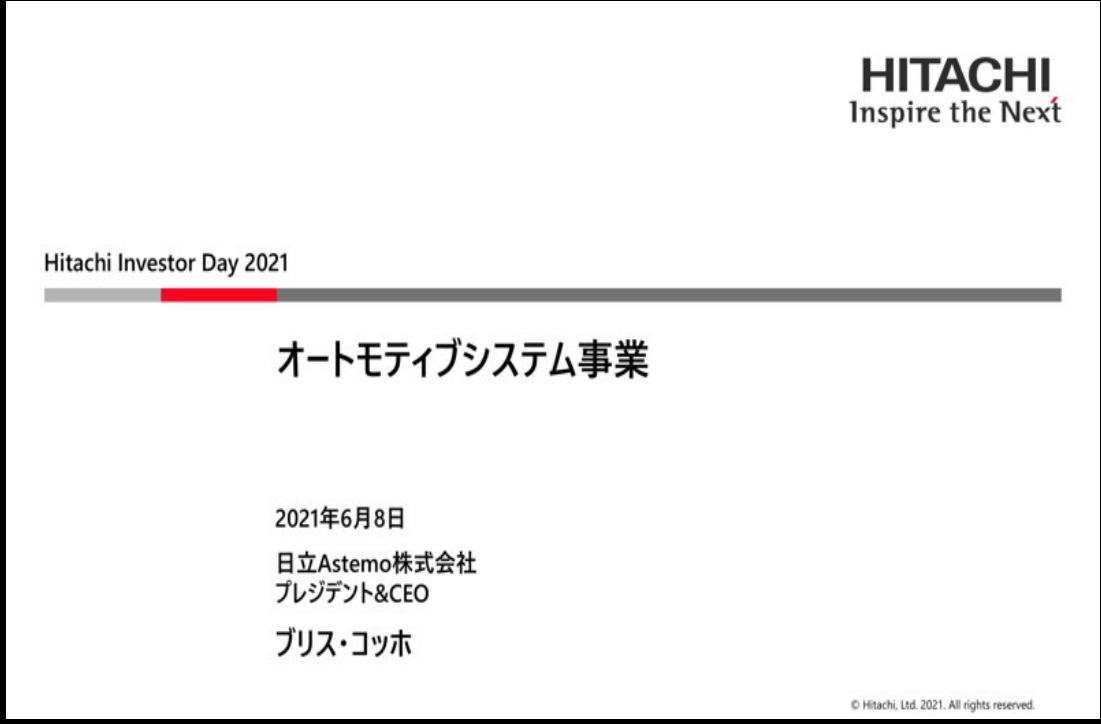 HITACHI
Inspire the Next
Hitachi Investor Day 2021
オートモティブシステム事業
2021年6月8日
日立Astemo株式会社
プレジデント&CEO
ブリス・コッホ
© Hitachi, Ltd. 2021. All rights reserved.